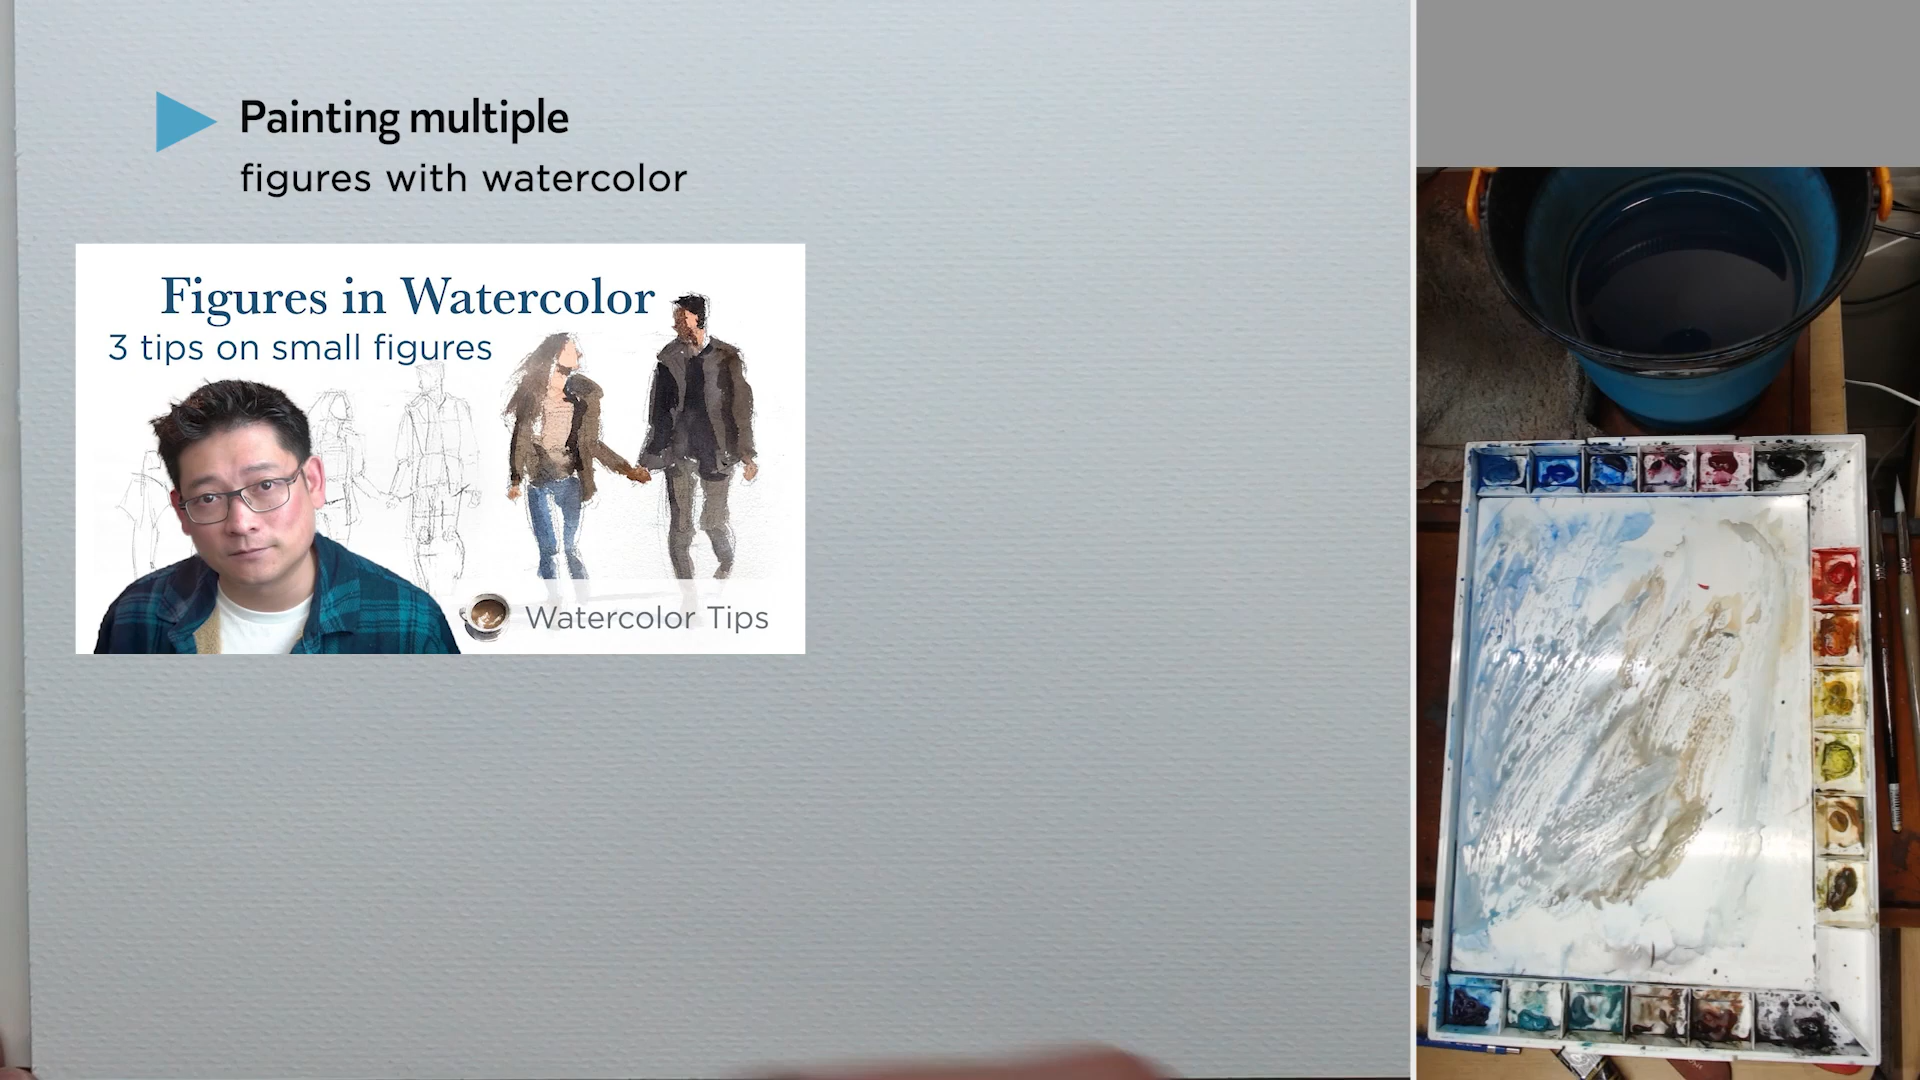 Painting multiple
figures with watercolor
Figures in Watercolor
3 tips on small figures
Watercolor Tips